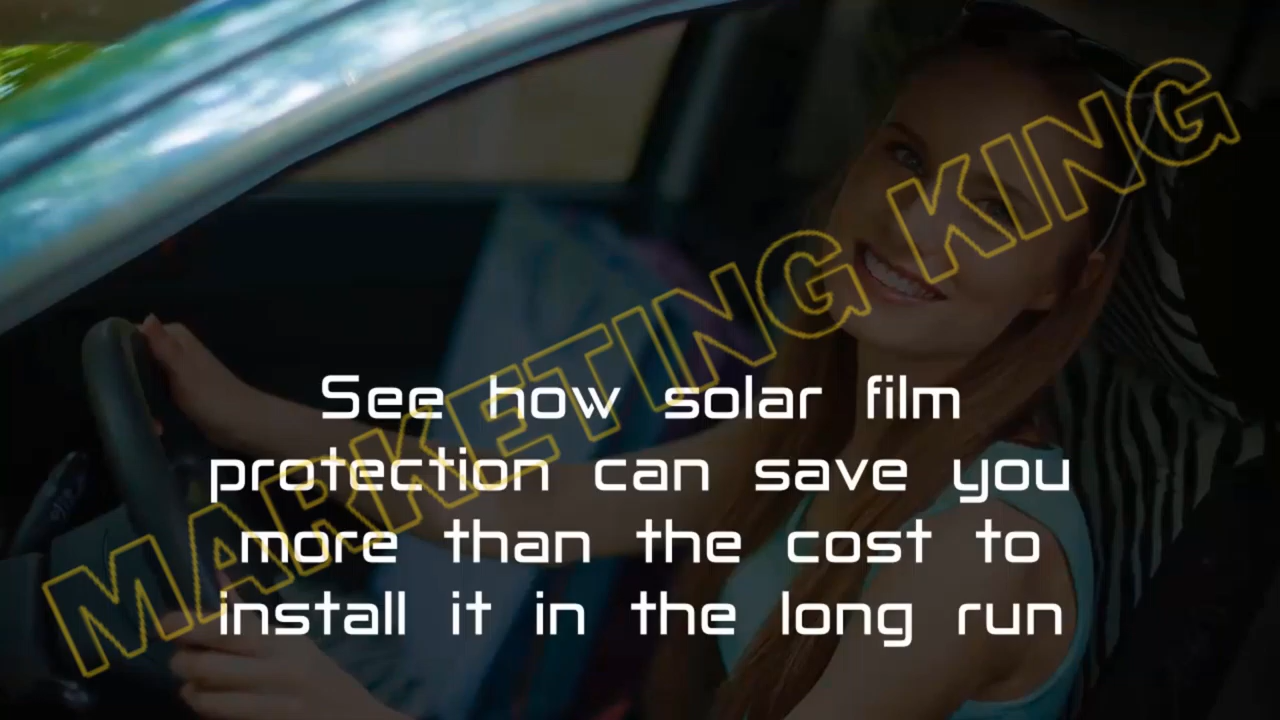 MARKETING KING
See how solar film
protection can save you
more than the cost to
install it in the long run